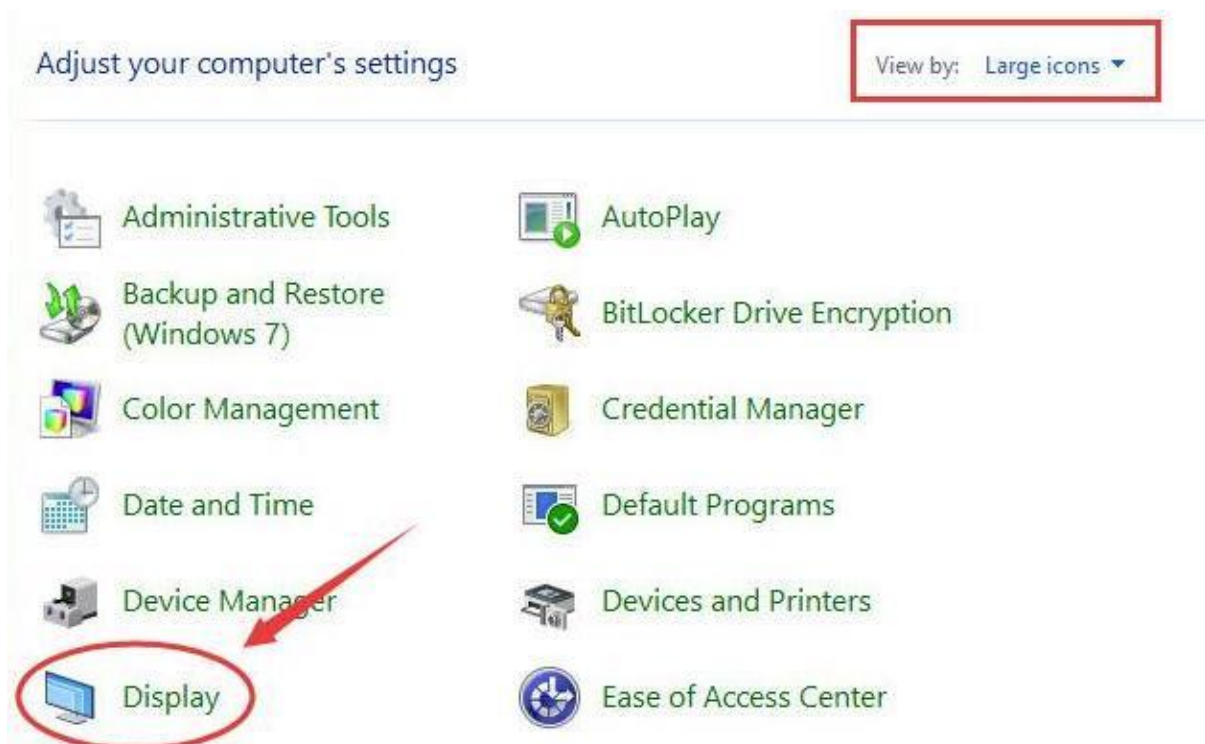 Adjust your computer's settings
View by: Large icons
Administrative Tools
AutoPlay
Backup and Restore
(Windows 7)
BitLocker Drive Encryption
Color Management
Credential Manager
Date and Time
Default Programs
Device Manager
Devices and Printers
Display
Ease of Access Center